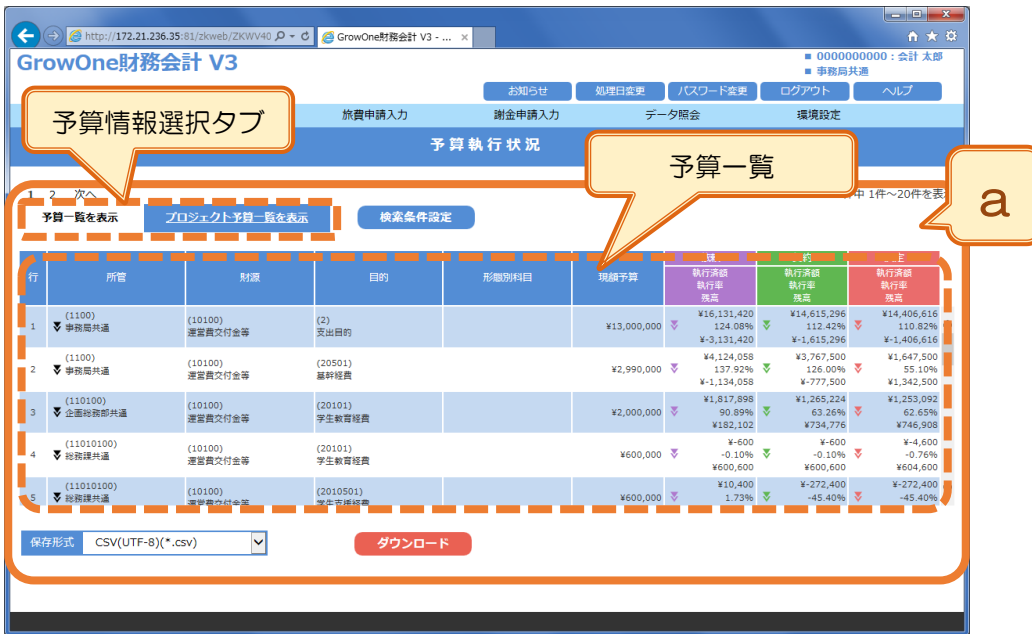 http://172.21.236.35:81/zkweb/ZKWV40
GrowOne財務会計 V3 - ...
GrowOne財務会計 V3
0000000000：会計 太郎
事務局共通
お知らせ 処理日変更 パスワード変更 ログアウト ヘルプ
旅費申請入力 謝金申請入力 データ照会 環境設定
予算情報選択タブ
予算執行状況
予算一覧
a
1 2 次へ
中 1件～20件を表
予算一覧を表示 プロジェクト予算一覧を表示 検索条件設定
行 所管 財源 目的 形態別科目 現額予算 執行済額 執行済額 執行済額
執行率 執行率 執行率
残高 残高 残高
(1100) ¥16,131,420 ¥14,615,296 ¥14,406,616
1 事務局共通 (10100) (2) ¥13,000,000 124.08% 112.42% 110.82%
運営費交付金等 支出目的 ¥-3,131,420 ¥-1,615,296 ¥-1,406,616
(1100) ¥4,124,058 ¥3,767,500 ¥1,647,500
2 事務局共通 (10100) (20501) ¥2,990,000 137.92% 126.00% 55.10%
運営費交付金等 基幹経費 ¥-1,134,058 ¥-777,500 ¥1,342,500
(110100) ¥1,817,898 ¥1,265,224 ¥1,253,092
3 企画総務部共通 (10100) (20101) ¥2,000,000 90.89% 63.26% 62.65%
運営費交付金等 学生教育経費 ¥182,102 ¥734,776 ¥746,908
(11010100) ¥-600 ¥-600 ¥-4,600
4 総務課共通 (10100) (20101) ¥600,000 -0.10% -0.10% -0.76%
運営費交付金等 学生教育経費 ¥600,600 ¥600,600 ¥604,600
(11010100) ¥10,400 ¥-272,400 ¥-272,400
5 総務課共通 (10100) (2010501) ¥600,000 1.73% -45.40% -45.40%
運営費交付金等 学生支援経費
保存形式 CSV(UTF-8)(*.csv) ダウンロード